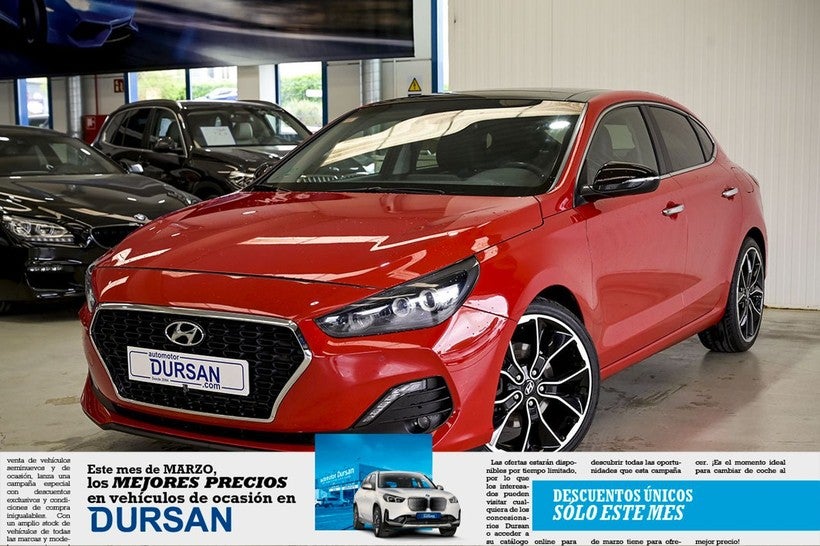 automotor
DURSAN
.com
Desde 1986
venta de vehículos
seminuevos y de
ocasión, lanza una
campaña especial
con descuentos
exclusivos y condi-
ciones de compra
inigualables. Con
un amplio stock de
vehículos de todas
las marcas y mode-
Este mes de MARZO,
los MEJORES PRECIOS
en vehículos de ocasión en
DURSAN
automotor Dursan
Las ofertas estarán dispo-
nibles por tiempo limitado,
por lo que
los interesa-
dos pueden
visitar cual-
quiera de los
concesiona-
rios Dursan
o acceder a
su catálogo online para
descubrir todas las oportu-
nidades que esta campaña
de marzo tiene para ofre-
cer. ¡Es el momento ideal
para cambiar de coche al
mejor precio!
DESCUENTOS ÚNICOS
SÓLO ESTE MES